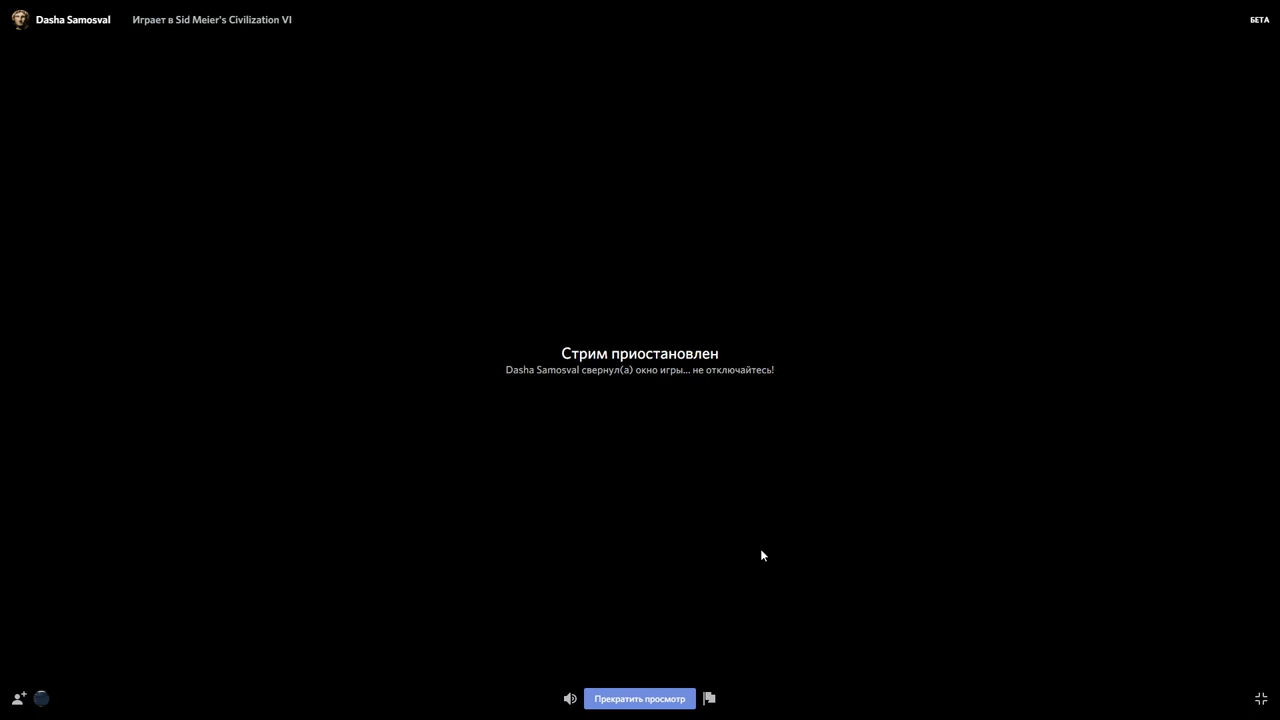 Dasha Samosval
Играет в Sid Meier's Civilization VI
БЕТА
Стрим приостановлен
Dasha Samosval свернул(а) окно игры... не отключайтесь!
Прекратить просмотр